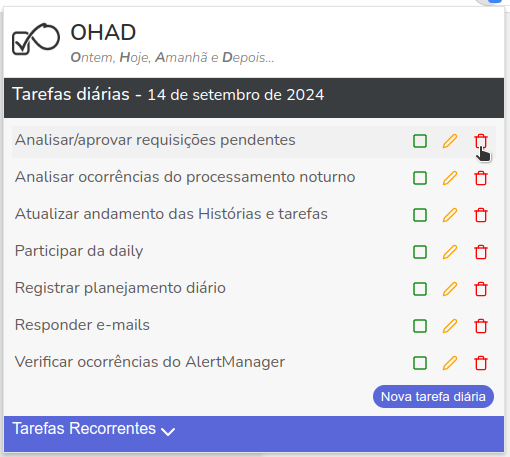 OHAD
Ontem, Hoje, Amanhã e Depois...
Tarefas diárias - 14 de setembro de 2024
Analisar/aprovar requisições pendentes
Analisar ocorrências do processamento noturno
Atualizar andamento das Histórias e tarefas
Participar da daily
Registrar planejamento diário
Responder e-mails
Verificar ocorrências do AlertManager
Nova tarefa diária
Tarefas Recorrentes